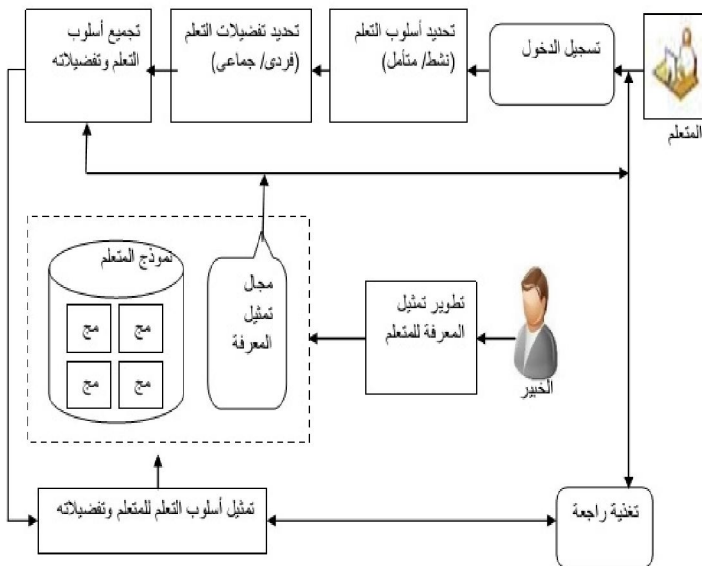 المتعلم
تسجيل الدخول
تحديد أسلوب التعلم
(نشط/ متأمل)
تحديد تفضيلات التعلم
(فردى/ جماعى)
تجميع أسلوب
التعلم وتفضيلاته
نموذج المتعلم
مج
مج
مج
مج
مجال
تمثيل
المعرفة
تطوير تمثيل
المعرفة للمتعلم
الخبير
تمثيل أسلوب التعلم للمتعلم وتفضيلاته
تغنية راجعة